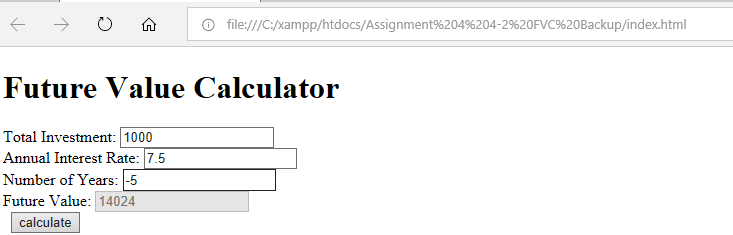 file:///C:/xampp/htdocs/Assignment%204%204-2%20FVC%20Backup/index.html
Future Value Calculator
Total Investment: 1000
Annual Interest Rate: 7.5
Number of Years: -5
Future Value: 14024
calculate